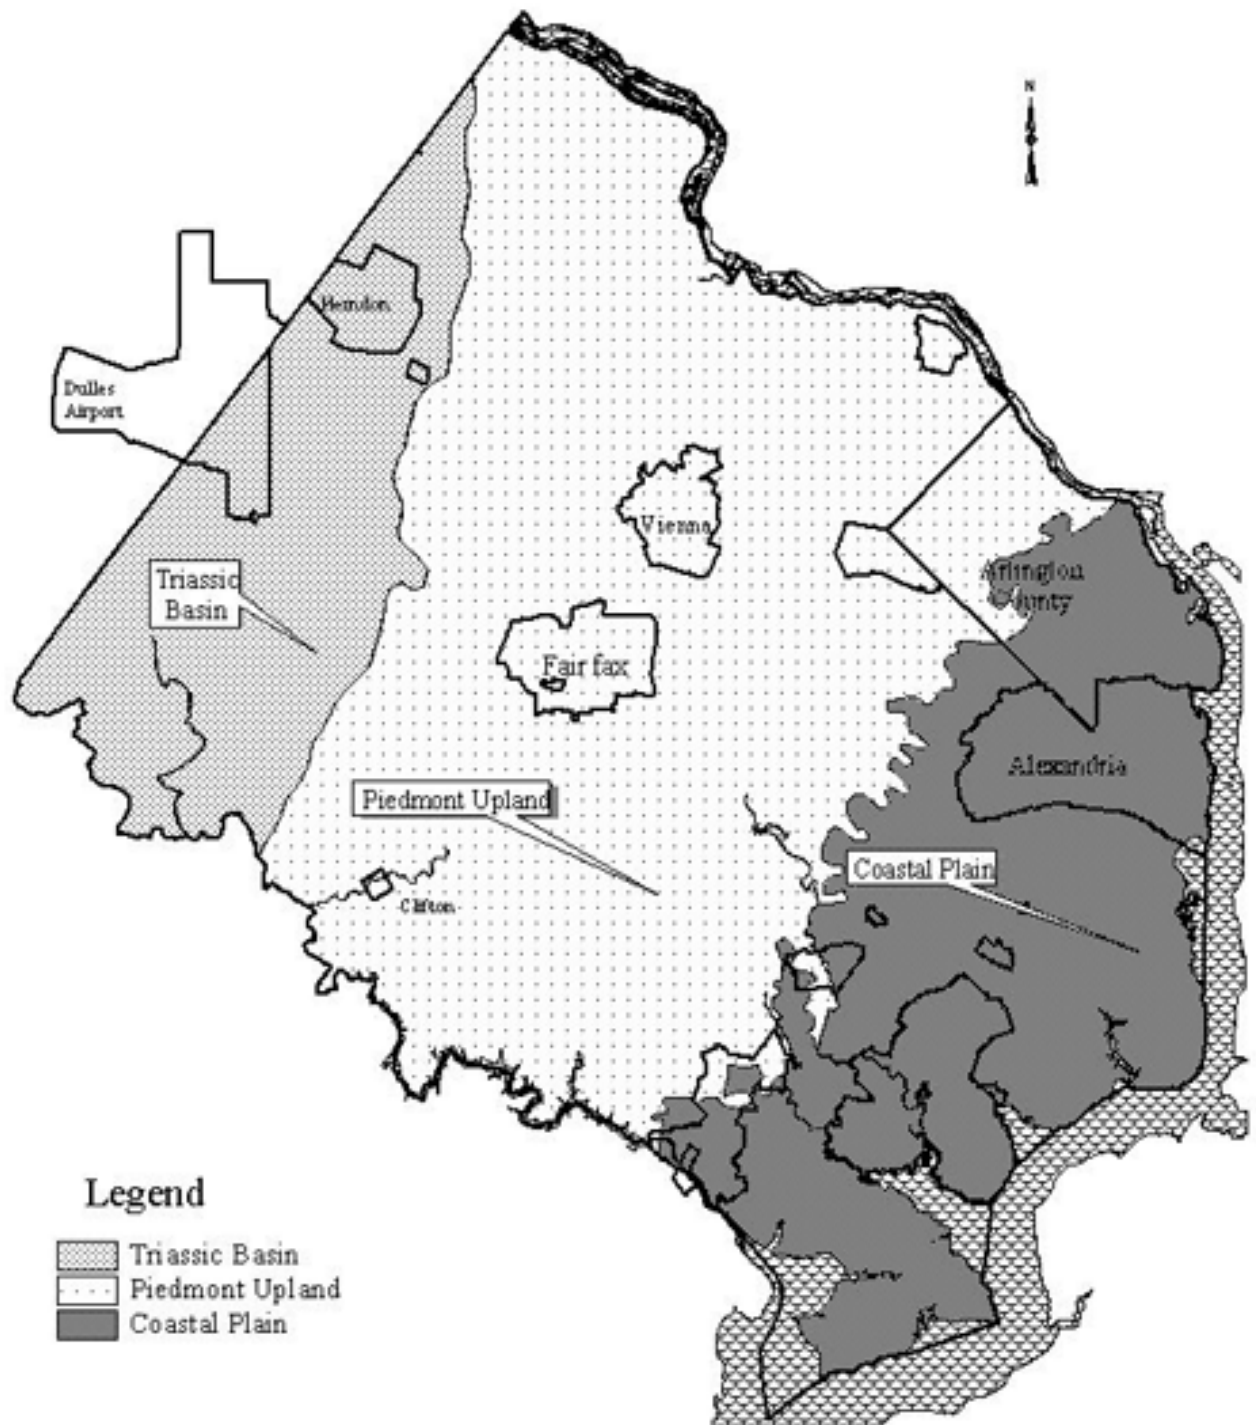 N
Herndon
Dulles
Airport
Vienna
Triassic
Basin
Arlington
County
Fair fax
Alexandria
Piedmont Upland
Coastal Plain
Clifton
Legend
Triassic Basin
Piedmont Upland
Coastal Plain